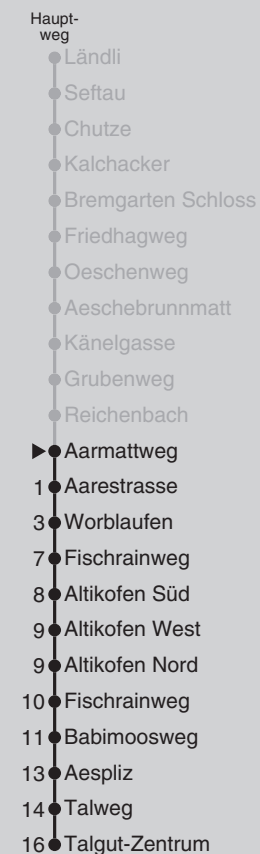 Haupt-
weg
Ländli
Seftau
Chutze
Kalchacker
Bremgarten Schloss
Friedhagweg
Oeschenweg
Aeschebrunnmatt
Känelgasse
Grubenweg
Reichenbach
Aarmattweg
1 Aarestrasse
3 Worblaufen
7 Fischrainweg
8 Altikofen Süd
9 Altikofen West
9 Altikofen Nord
10 Fischrainweg
11 Babimoosweg
13 Aespliz
14 Talweg
16 Talgut-Zentrum